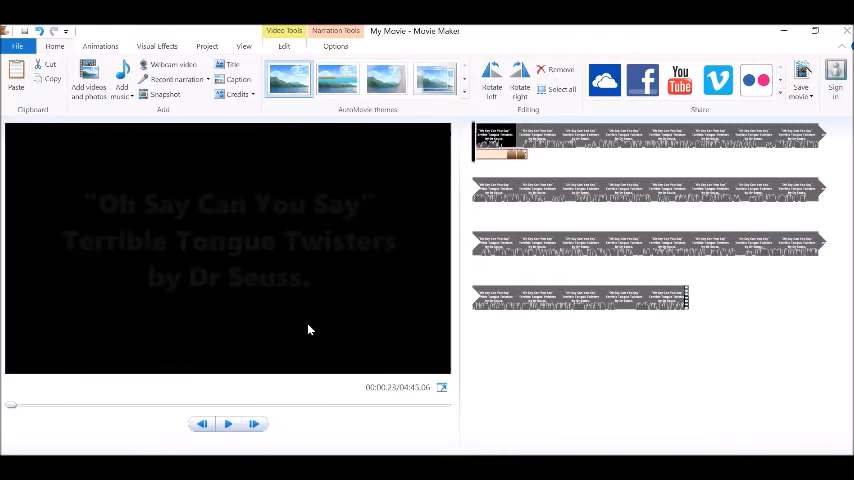 Video Tools
Narration Tools
My Movie - Movie Maker
File
Home
Animations
Visual Effects
Project
View
Edit
Options
Paste
Cut
Copy
Clipboard
Add videos
and photos
Add
music
Webcam video
Record narration
Snapshot
Title
Caption
Credits
Add
AutoMovie themes
Rotate
left
Rotate
right
Remove
Select all
Editing
You
Tube
Share
Save
movie
Sign
in
"Oh Say Can You Say"
Terrible Tongue Twisters
by Dr Seuss.
00:00.23/04:45.06